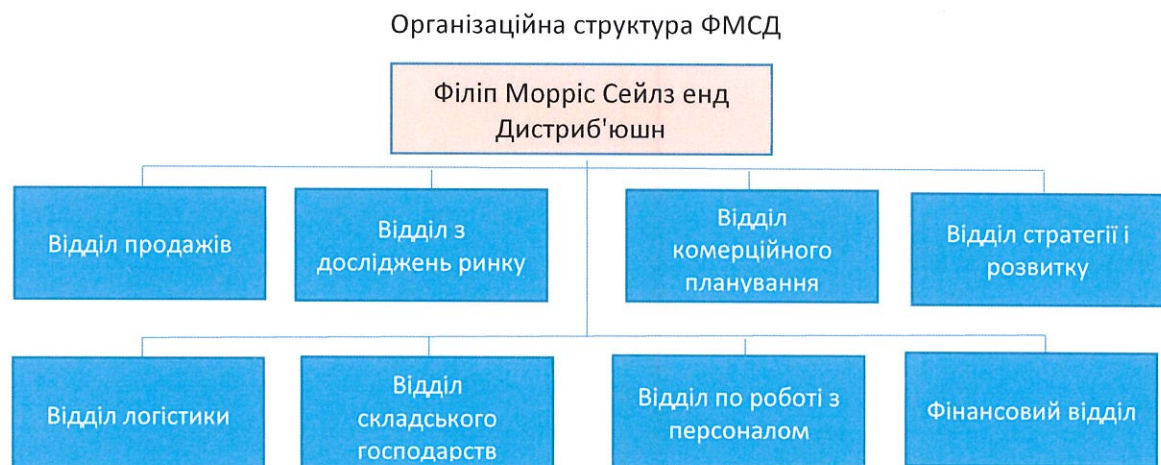 Організаційна структура ФМСД
Філіп Морріс Сейлз енд
Дистриб'юшн
Відділ продажів
Відділ з
досліджень ринку
Відділ
комерційного
планування
Відділ стратегії і
розвитку
Відділ логістики
Відділ
складського
господарств
Відділ по роботі з
персоналом
Фінансовий відділ